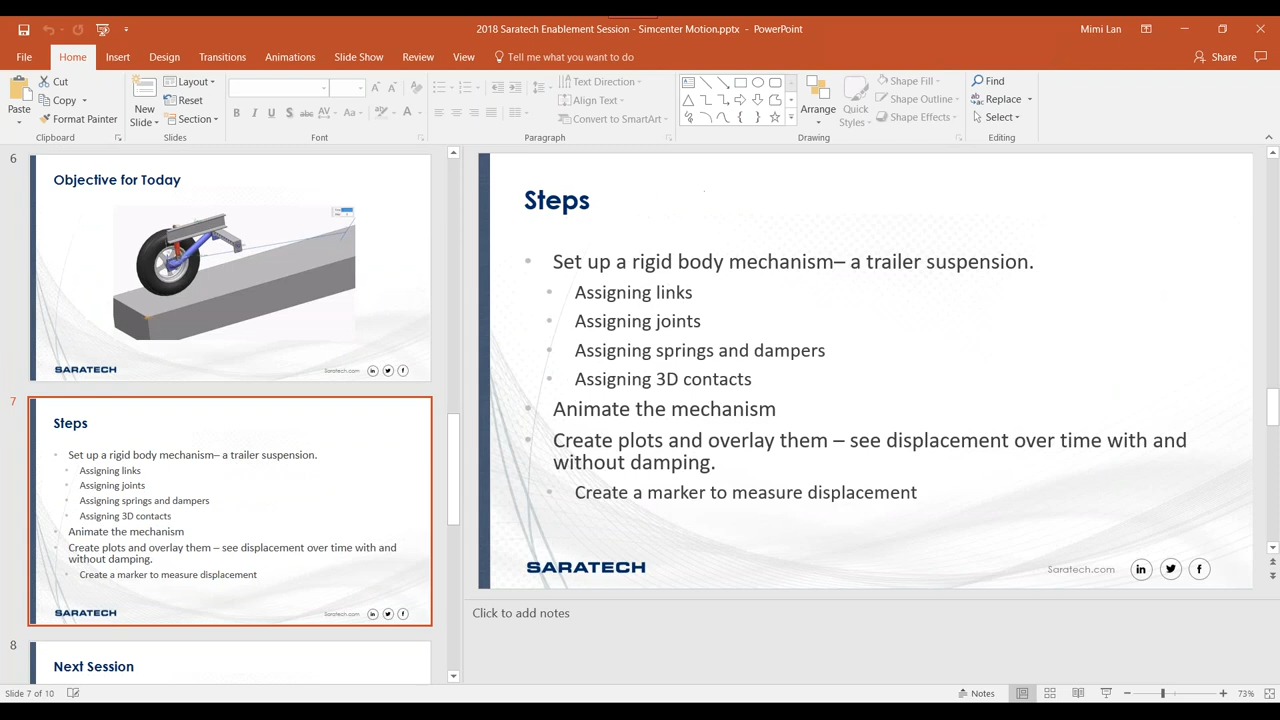 2018 Saratech Enablement Session - Simcenter Motion.pptx - PowerPoint
Mimi Lan
File Home Insert Design Transitions Animations Slide Show Review View Tell me what you want to do
Share
Paste
Cut
Copy
Format Painter
Clipboard
New
Slide
Layout
Reset
Section
Slides
B I U S abc AV Aa A
Font
Text Direction
Align Text
Convert to SmartArt
Paragraph
Arrange
Quick
Styles
Shape Fill
Shape Outline
Shape Effects
Drawing
Find
Replace
Select
Editing
6
Objective for Today
SARATECH
Saratech.com
7
Steps
Set up a rigid body mechanism– a trailer suspension.
Assigning links
Assigning joints
Assigning springs and dampers
Assigning 3D contacts
Animate the mechanism
Create plots and overlay them – see displacement over time with and
without damping.
Create a marker to measure displacement
SARATECH
Saratech.com
8
Next Session
Steps
Set up a rigid body mechanism– a trailer suspension.
Assigning links
Assigning joints
Assigning springs and dampers
Assigning 3D contacts
Animate the mechanism
Create plots and overlay them – see displacement over time with and
without damping.
Create a marker to measure displacement
SARATECH
Saratech.com
in f
Click to add notes
Slide 7 of 10
Notes
73%